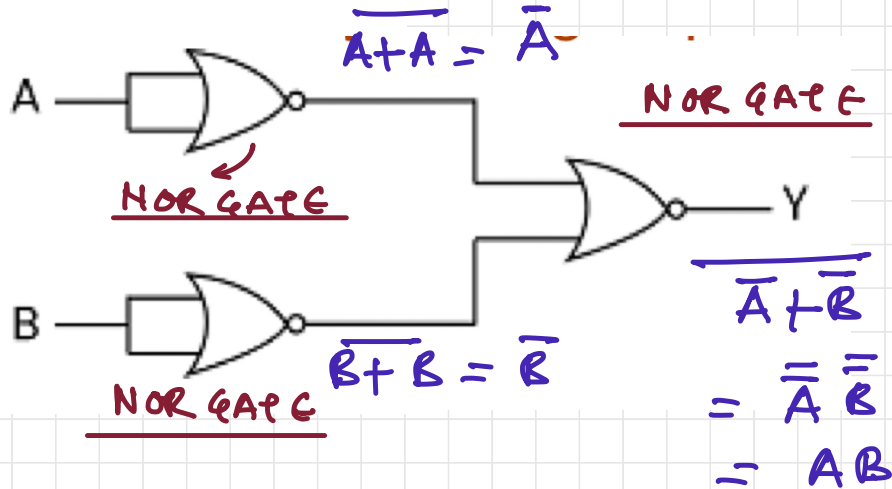 A̅+̅A̅ = A̅
A
NOR GATE
NOR GATE
Y
B
A̅̅+̅B̅̅
B̅+̅B̅ = B̅
NOR GATE
= A̿ B̿
= AB